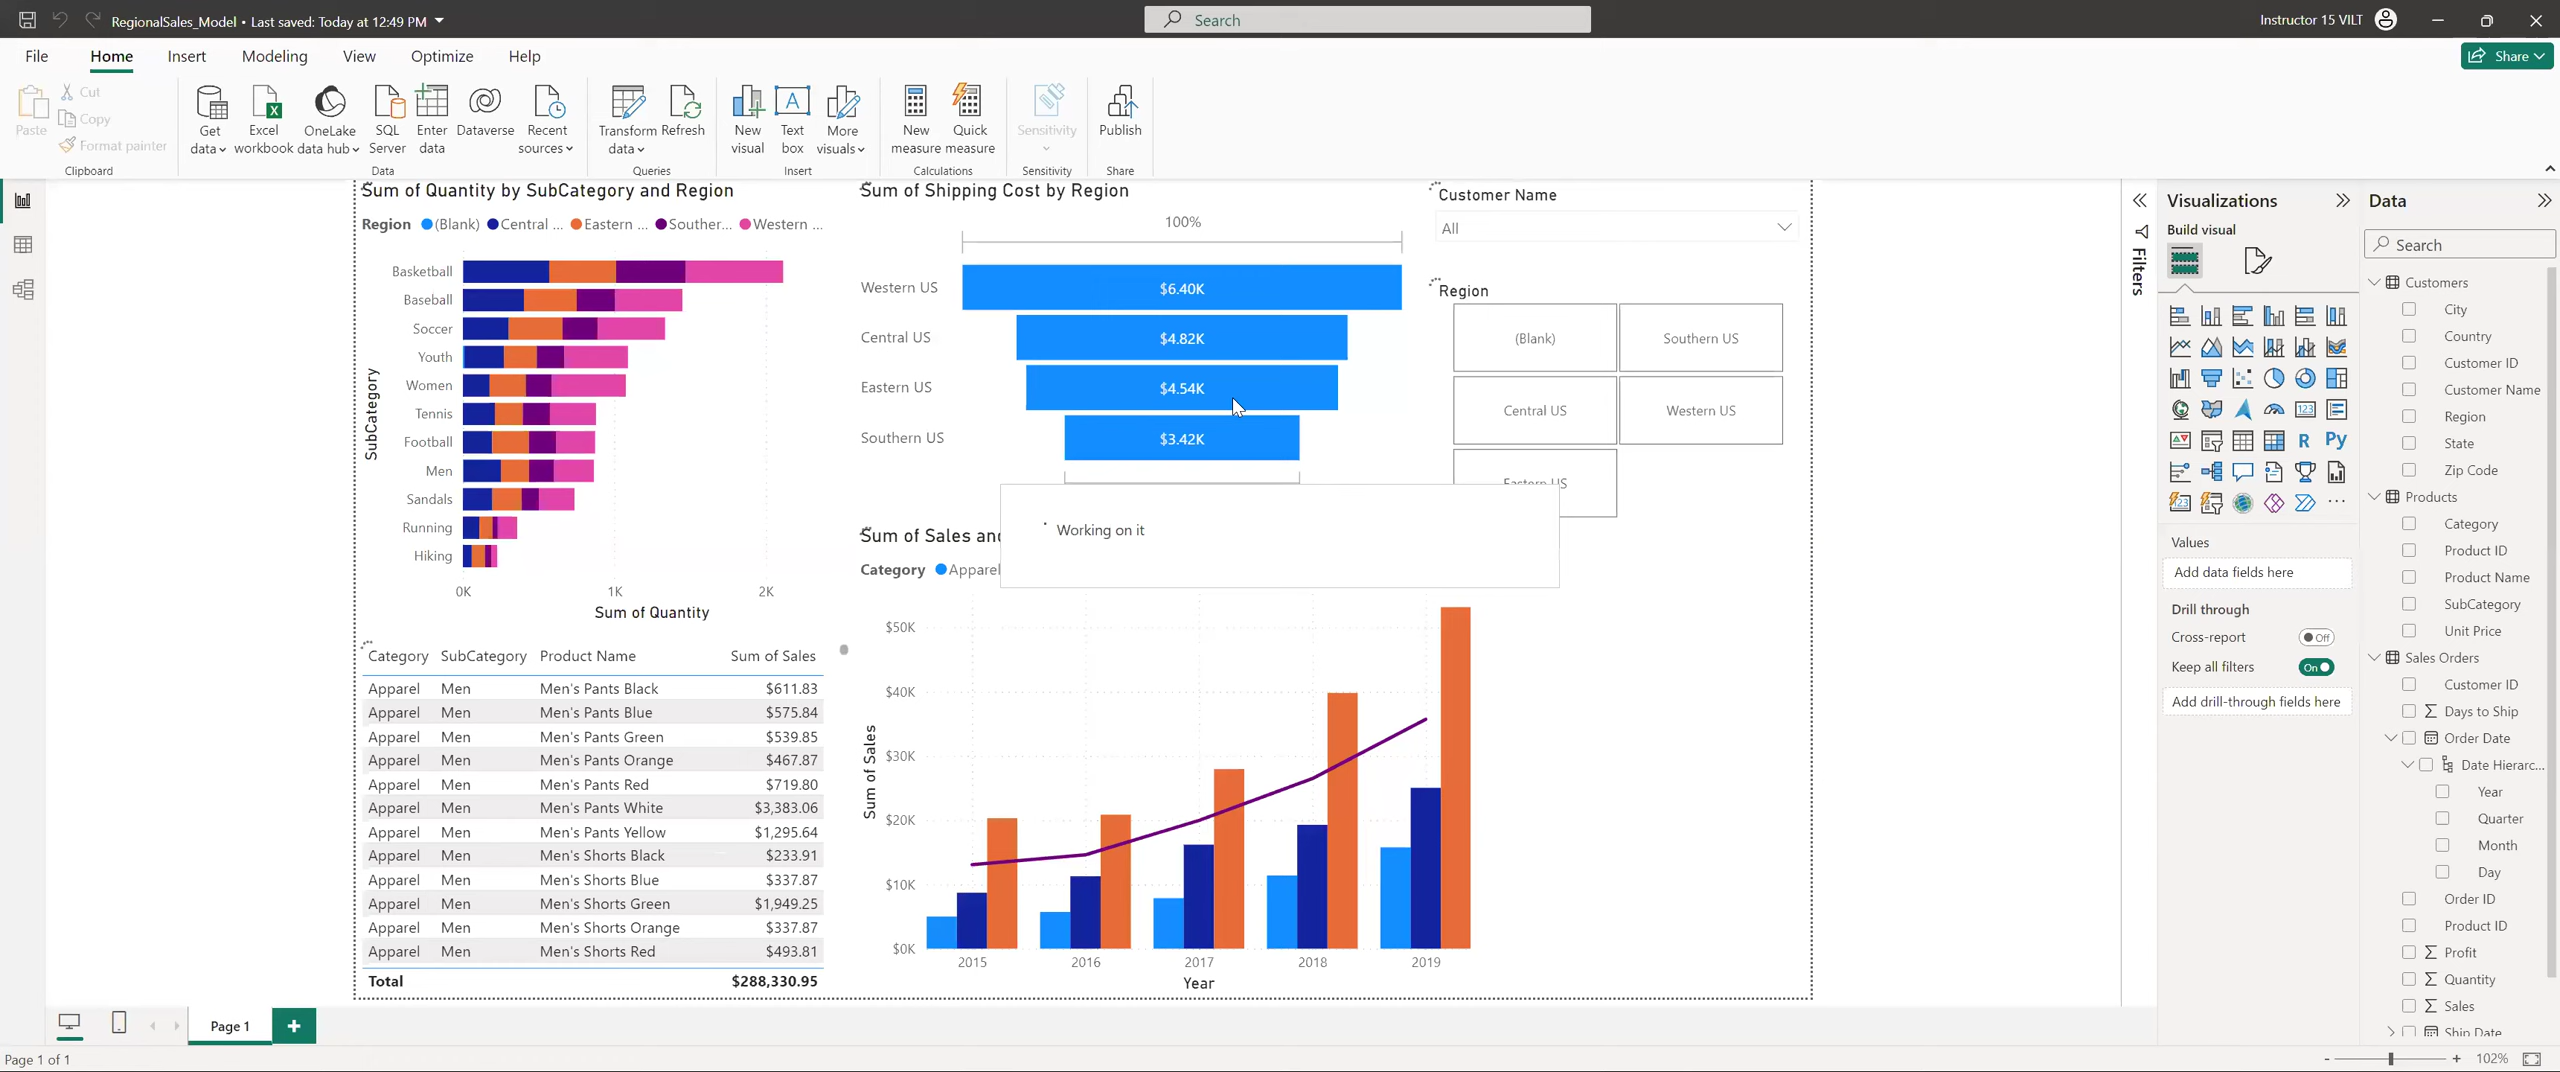 RegionalSales_Model • Last saved: Today at 12:49 PM
Search
Instructor 15 VILT
File
Home
Insert
Modeling
View
Optimize
Help
Share
Paste
Cut
Copy
Format painter
Clipboard
Get data
Excel workbook
OneLake data hub
SQL Server
Enter data
Dataverse
Recent sources
Data
Transform data
Refresh
Queries
New visual
Text box
More visuals
Insert
New measure
Quick measure
Calculations
Sensitivity
Sensitivity
Publish
Share
Sum of Quantity by SubCategory and Region
Region (Blank) Central ... Eastern ... Souther... Western ...
SubCategory
Basketball
Baseball
Soccer
Youth
Women
Tennis
Football
Men
Sandals
Running
Hiking
0K 1K 2K
Sum of Quantity
Category SubCategory Product Name Sum of Sales
Apparel Men Men's Pants Black $611.83
Apparel Men Men's Pants Blue $575.84
Apparel Men Men's Pants Green $539.85
Apparel Men Men's Pants Orange $467.87
Apparel Men Men's Pants Red $719.80
Apparel Men Men's Pants White $3,383.06
Apparel Men Men's Pants Yellow $1,295.64
Apparel Men Men's Shorts Black $233.91
Apparel Men Men's Shorts Blue $337.87
Apparel Men Men's Shorts Green $1,949.25
Apparel Men Men's Shorts Orange $337.87
Apparel Men Men's Shorts Red $493.81
Total $288,330.95
Sum of Shipping Cost by Region
100%
Western US $6.40K
Central US $4.82K
Eastern US $4.54K
Southern US $3.42K
Customer Name
All
Region
(Blank) Southern US
Central US Western US
Eastern US
Working on it
Sum of Sales and
Category Apparel
Sum of Sales
$50K
$40K
$30K
$20K
$10K
$0K
2015 2016 2017 2018 2019
Year
Filters
Visualizations
Build visual
R
Py
123
Values
Add data fields here
Drill through
Cross-report Off
Keep all filters On
Add drill-through fields here
Data
Search
Customers
City
Country
Customer ID
Customer Name
Region
State
Zip Code
Products
Category
Product ID
Product Name
SubCategory
Unit Price
Sales Orders
Customer ID
Σ Days to Ship
Order Date
Date Hierarc...
Year
Quarter
Month
Day
Order ID
Product ID
Σ Profit
Σ Quantity
Σ Sales
Ship Date
Page 1
Page 1 of 1
- + 102%